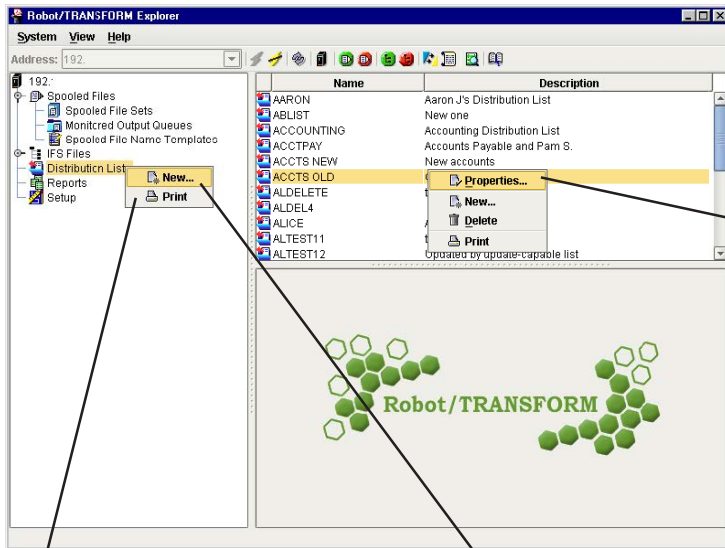 Robot/TRANSFORM Explorer
System View Help
Address: 192.
192.
Spooled Files
Spooled File Sets
Monitored Output Queues
Spooled File Name Templates
IFS Files
Distribution List
Reports
Setup
New...
Print
Name Description
AARON Aaron J's Distribution List
ABLIST New one
ACCOUNTING Accounting Distribution List
ACCTPAY Accounts Payable and Pam S.
ACCTS NEW New accounts
ACCTS OLD
ALDELETE
ALDEL4
ALICE
ALTEST11
ALTEST12 Updated by update-capable list
Properties...
New...
Delete
Print
Robot/TRANSFORM